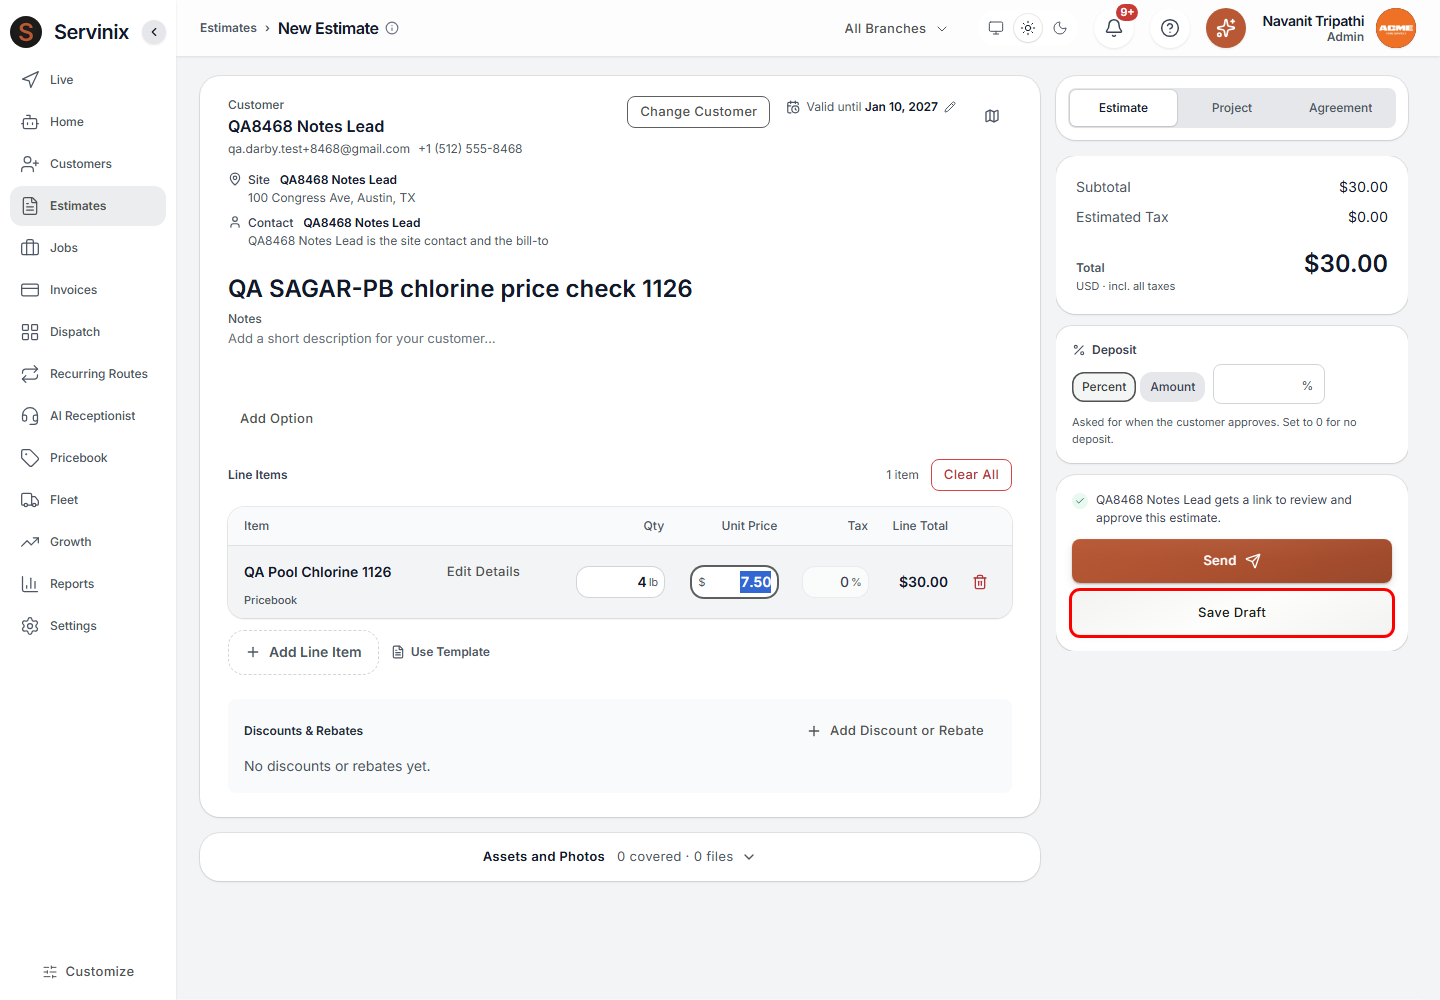 S Servinix
Live
Home
Customers
Estimates
Jobs
Invoices
Dispatch
Recurring Routes
AI Receptionist
Pricebook
Fleet
Growth
Reports
Settings
Customize
Estimates › New Estimate
All Branches
9+
Navanit Tripathi
Admin
ACME
Customer
QA8468 Notes Lead
qa.darby.test+8468@gmail.com +1 (512) 555-8468
Change Customer
Valid until Jan 10, 2027
Site QA8468 Notes Lead
100 Congress Ave, Austin, TX
Contact QA8468 Notes Lead
QA8468 Notes Lead is the site contact and the bill-to
QA SAGAR-PB chlorine price check 1126
Notes
Add a short description for your customer...
Add Option
Line Items
1 item
Clear All
Item Qty Unit Price Tax Line Total
QA Pool Chlorine 1126 Edit Details 4 lb $ 7.50 0 % $30.00
Pricebook
Add Line Item
Use Template
Discounts & Rebates
Add Discount or Rebate
No discounts or rebates yet.
Assets and Photos 0 covered · 0 files
Estimate Project Agreement
Subtotal $30.00
Estimated Tax $0.00
Total $30.00
USD · incl. all taxes
% Deposit
Percent Amount %
Asked for when the customer approves. Set to 0 for no
deposit.
QA8468 Notes Lead gets a link to review and
approve this estimate.
Send
Save Draft